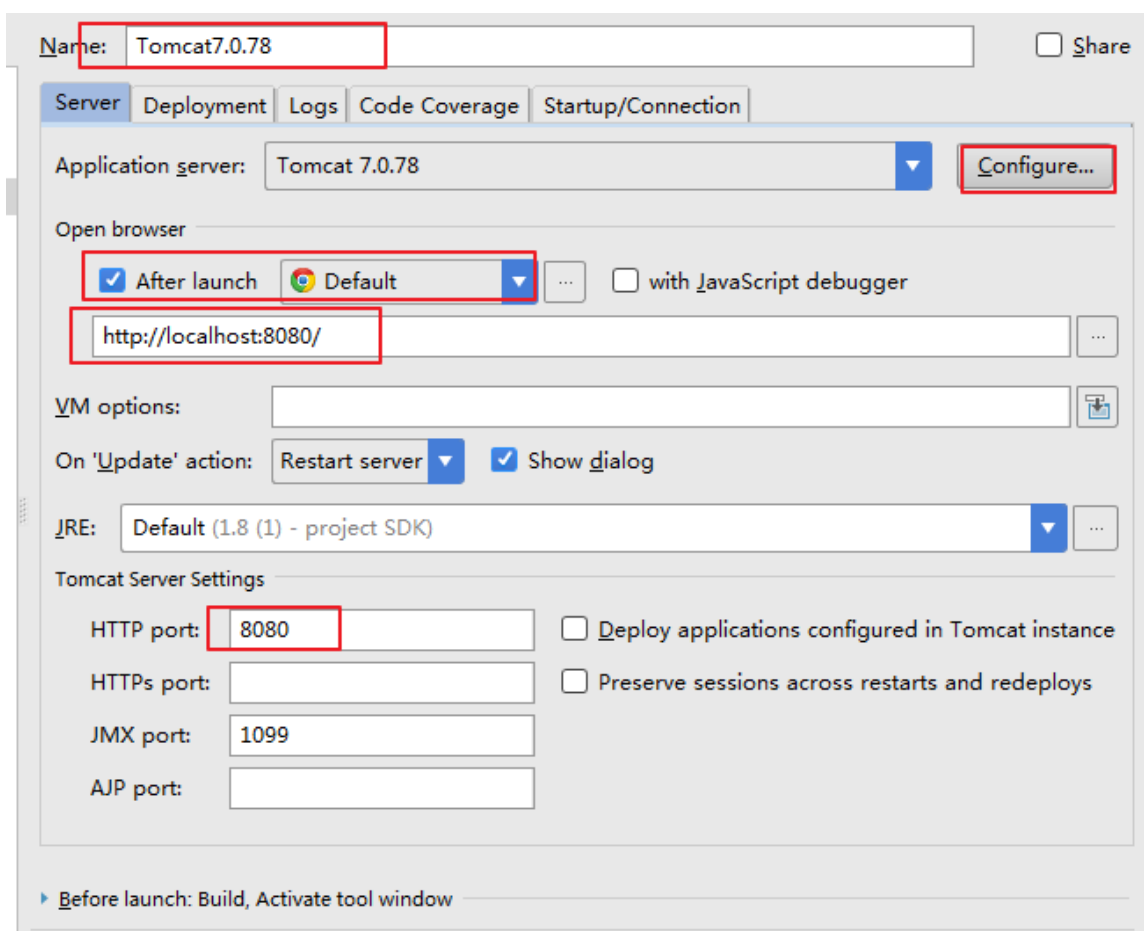 Name: Tomcat7.0.78 Share
Server Deployment Logs Code Coverage Startup/Connection
Application server: Tomcat 7.0.78 Configure...
Open browser
After launch Default ... with JavaScript debugger
http://localhost:8080/ ...
VM options:
On 'Update' action: Restart server Show dialog
JRE: Default (1.8 (1) - project SDK) ...
Tomcat Server Settings
HTTP port: 8080 Deploy applications configured in Tomcat instance
HTTPs port: Preserve sessions across restarts and redeploys
JMX port: 1099
AJP port:
Before launch: Build, Activate tool window